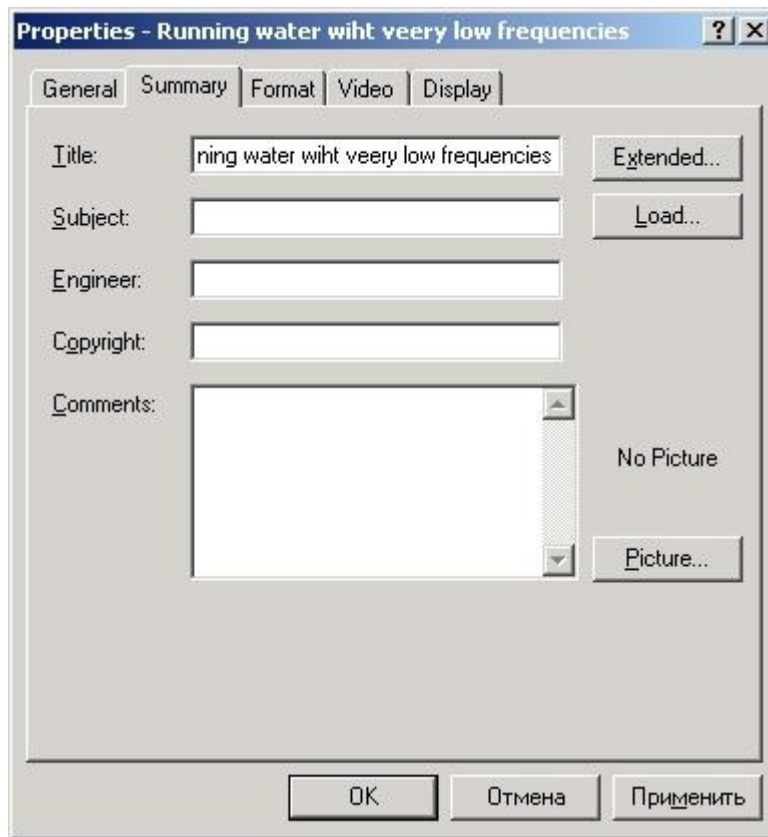 Properties - Running water wiht veery low frequencies
General Summary Format Video Display
Title: ning water wiht veery low frequencies Extended...
Subject: Load...
Engineer:
Copyright:
Comments:
No Picture
Picture...
OK Отмена Применить